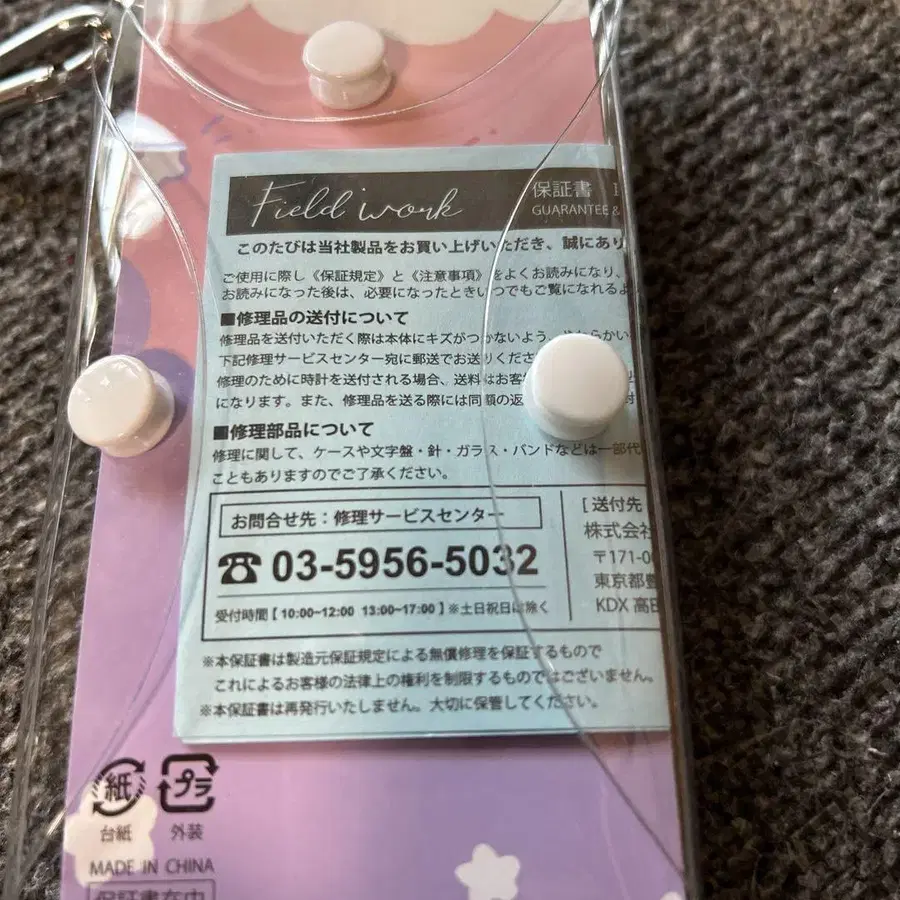 Field work
保証書
GUARANTEE &
このたびは当社製品をお買い上げいただき、誠にあり
ご使用に際し《保証規定》と《注意事項》をよくお読みになり、
お読みになった後は、必要になったときいつでもご覧になれるよ
■修理品の送付について
修理品を送付いただく際は本体にキズがつかないよう、やわらかい
下記修理サービスセンター宛に郵送でお送りくださ
修理のために時計を送付される場合、送料はお客
になります。また、修理品を送る際には同額の返
■修理部品について
修理に関して、ケースや文字盤・針・ガラス・バンドなどは一部代
こともありますのでご了承ください。
お問合せ先：修理サービスセンター
☎ 03-5956-5032
受付時間【 10:00~12:00 13:00~17:00 】※土日祝日は除く
[ 送付先
株式会社
〒171-0
東京都豊
KDX 高田
※本保証書は製造元保証規定による無償修理を保証するもので
これによるお客様の法律上の権利を制限するものではございません。
※本保証書は再発行いたしません。大切に保管してください。
紙 プラ
台紙 外装
MADE IN CHINA
保証書在中